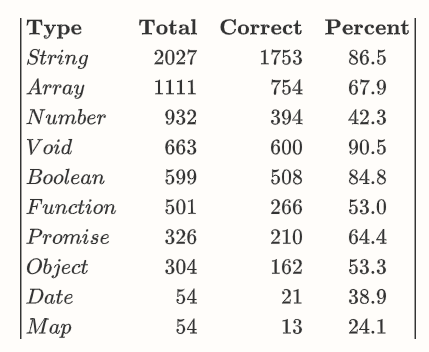 Type Total Correct Percent
String 2027 1753 86.5
Array 1111 754 67.9
Number 932 394 42.3
Void 663 600 90.5
Boolean 599 508 84.8
Function 501 266 53.0
Promise 326 210 64.4
Object 304 162 53.3
Date 54 21 38.9
Map 54 13 24.1